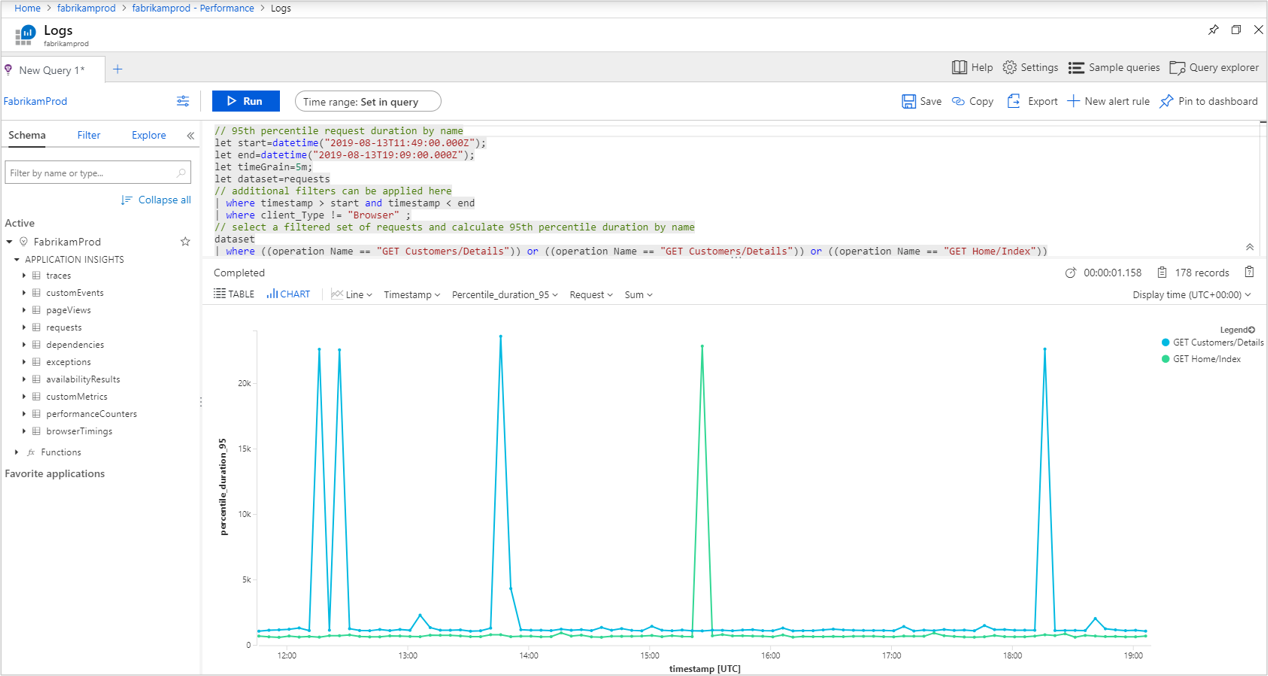 Home > fabrikamprod > fabrikamprod - Performance > Logs
Logs
fabrikamprod
New Query 1* +
Help Settings Sample queries Query explorer
FabrikamProd
Run Time range: Set in query
Save Copy Export New alert rule Pin to dashboard
Schema Filter Explore «
Filter by name or type...
Collapse all
Active
FabrikamProd
APPLICATION INSIGHTS
traces
customEvents
pageViews
requests
dependencies
exceptions
availabilityResults
customMetrics
performanceCounters
browserTimings
fx Functions
Favorite applications
// 95th percentile request duration by name
let start=datetime("2019-08-13T11:49:00.000Z");
let end=datetime("2019-08-13T19:09:00.000Z");
let timeGrain=5m;
let dataset=requests
// additional filters can be applied here
| where timestamp > start and timestamp < end
| where client_Type != "Browser" ;
// select a filtered set of requests and calculate 95th percentile duration by name
dataset
| where ((operation Name == "GET Customers/Details")) or ((operation Name == "GET Customers/Details")) or ((operation Name == "GET Home/Index"))
Completed 00:00:01.158 178 records
TABLE CHART Line Timestamp Percentile_duration_95 Request Sum Display time (UTC+00:00)
Legend
GET Customers/Details
GET Home/Index
percentile_duration_95
20k
15k
10k
5k
0
12:00 13:00 14:00 15:00 16:00 17:00 18:00 19:00
timestamp [UTC]